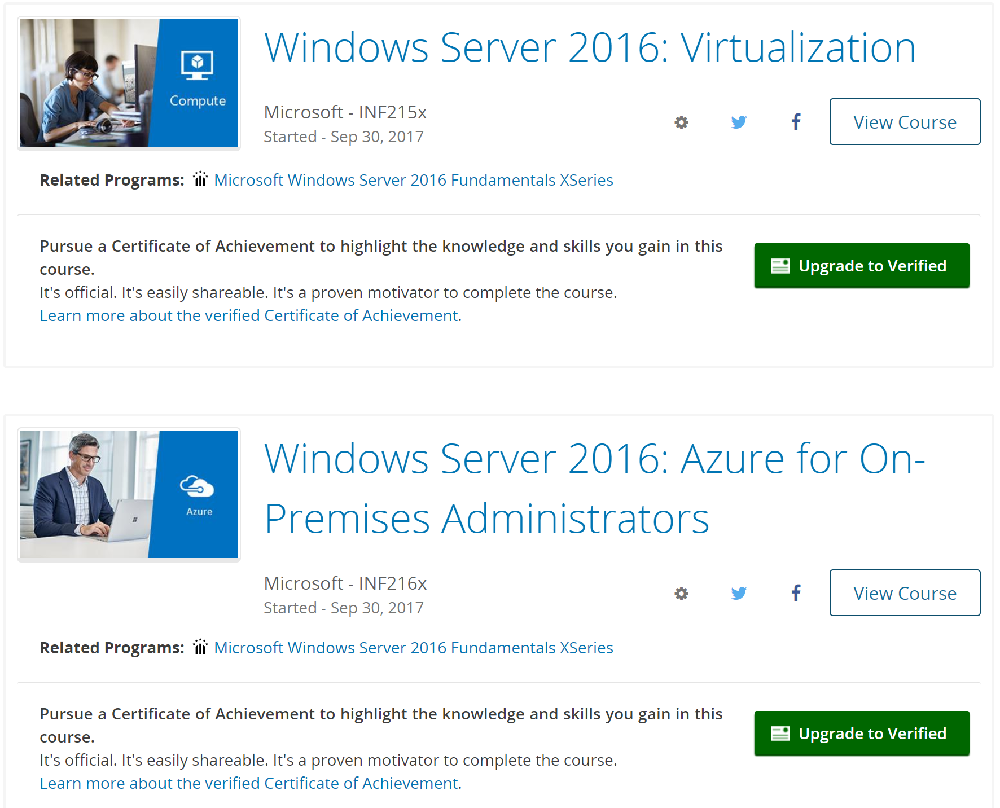 Compute
Windows Server 2016: Virtualization
Microsoft - INF215x
Started - Sep 30, 2017
View Course
Related Programs: Microsoft Windows Server 2016 Fundamentals XSeries
Pursue a Certificate of Achievement to highlight the knowledge and skills you gain in this
course.
It's official. It's easily shareable. It's a proven motivator to complete the course.
Learn more about the verified Certificate of Achievement.
Upgrade to Verified
Azure
Windows Server 2016: Azure for On-
Premises Administrators
Microsoft - INF216x
Started - Sep 30, 2017
View Course
Related Programs: Microsoft Windows Server 2016 Fundamentals XSeries
Pursue a Certificate of Achievement to highlight the knowledge and skills you gain in this
course.
It's official. It's easily shareable. It's a proven motivator to complete the course.
Learn more about the verified Certificate of Achievement.
Upgrade to Verified